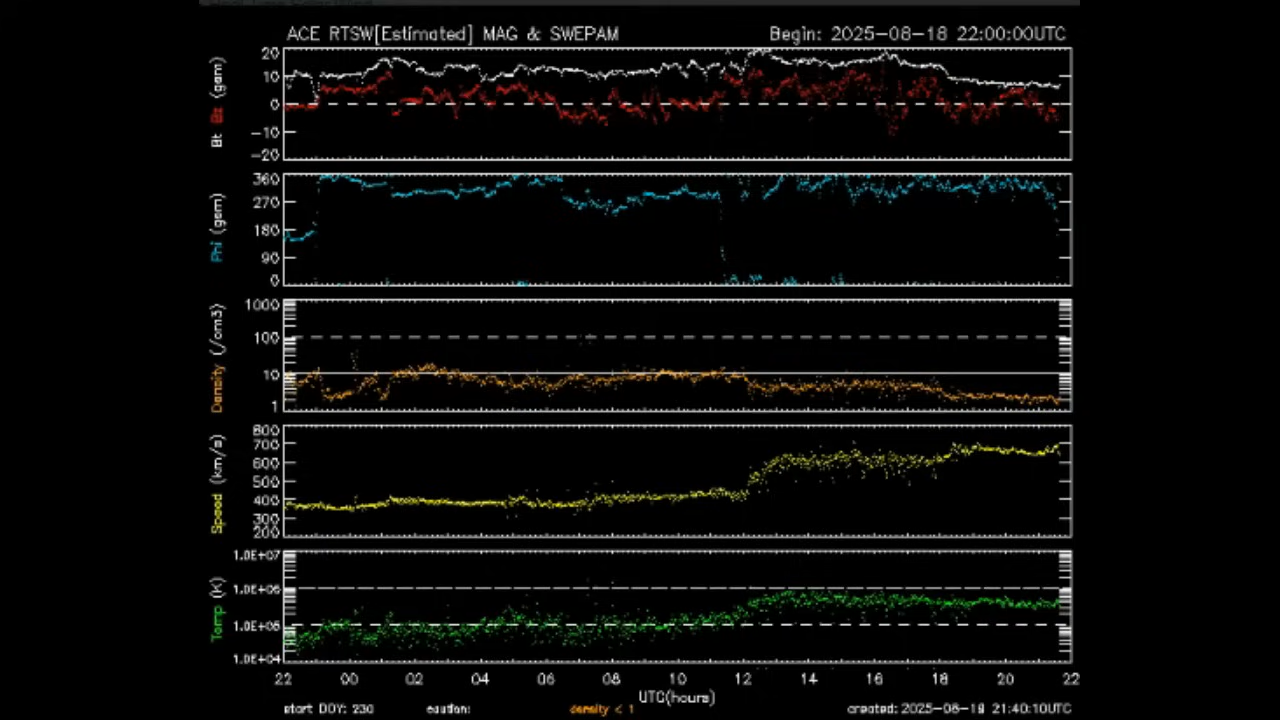 ACE RTSW[Estimated] MAG & SWEPAM Begin: 2025-08-18 22:00:00UTC
Bt Bz (gsm)
20
10
0
-10
-20
Phi (gsm)
360
270
180
90
0
Density (/cm3)
1000
100
10
1
Speed (km/s)
800
700
600
500
400
300
200
Temp (K)
1.0E+07
1.0E+06
1.0E+05
1.0E+04
22 00 02 04 06 08 10 12 14 16 18 20 22
UTC(hours)
start DOY: 230 caution: density < 1 created: 2025-08-19 21:40:10UTC